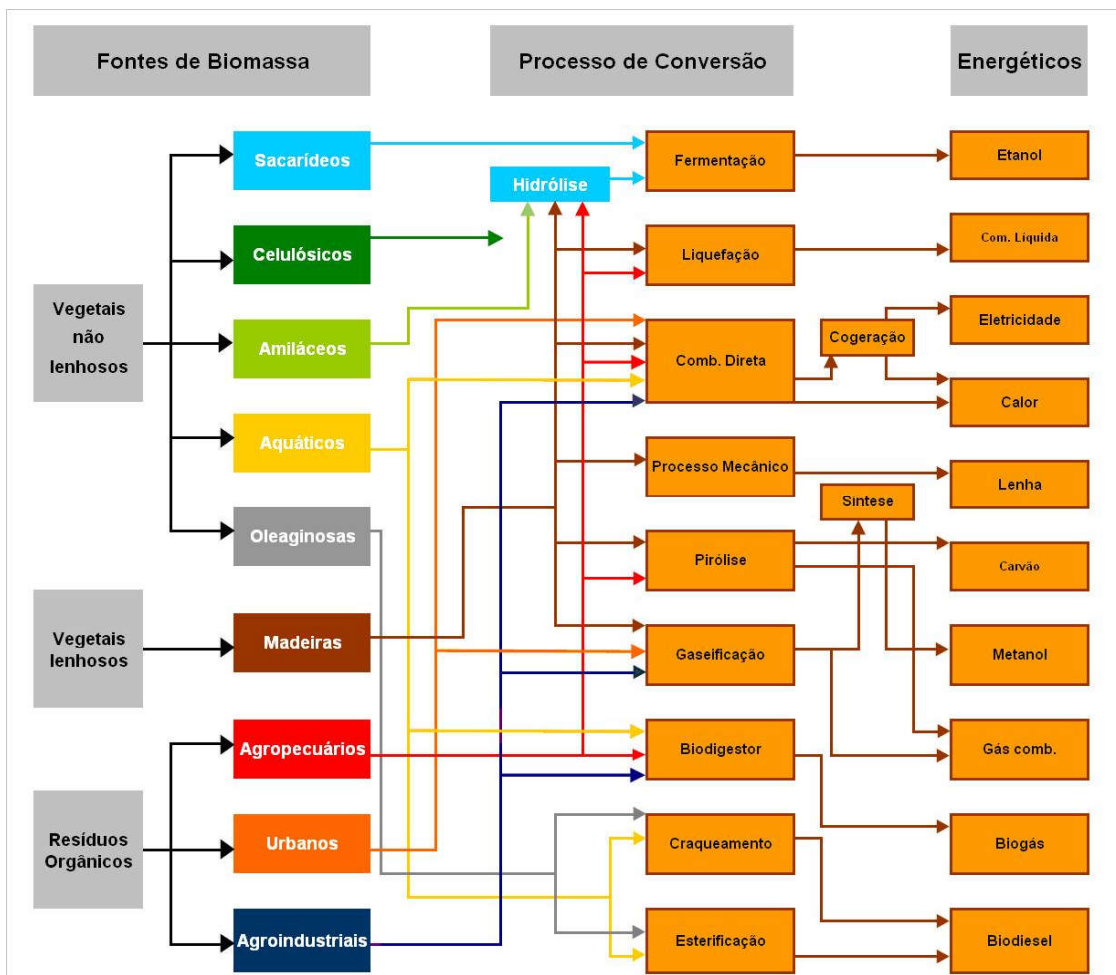 Fontes de Biomassa
Processo de Conversão
Energéticos
Vegetais
não
lenhosos
Vegetais
lenhosos
Resíduos
Orgânicos
Sacarídeos
Celulósicos
Amiláceos
Aquáticos
Oleaginosas
Madeiras
Agropecuários
Urbanos
Agroindustriais
Hidrólise
Fermentação
Liquefação
Comb. Direta
Processo Mecânico
Pirólise
Gaseificação
Biodigestor
Craqueamento
Esterificação
Cogeração
Síntese
Etanol
Com. Líquida
Eletricidade
Calor
Lenha
Carvão
Metanol
Gás comb.
Biogás
Biodiesel